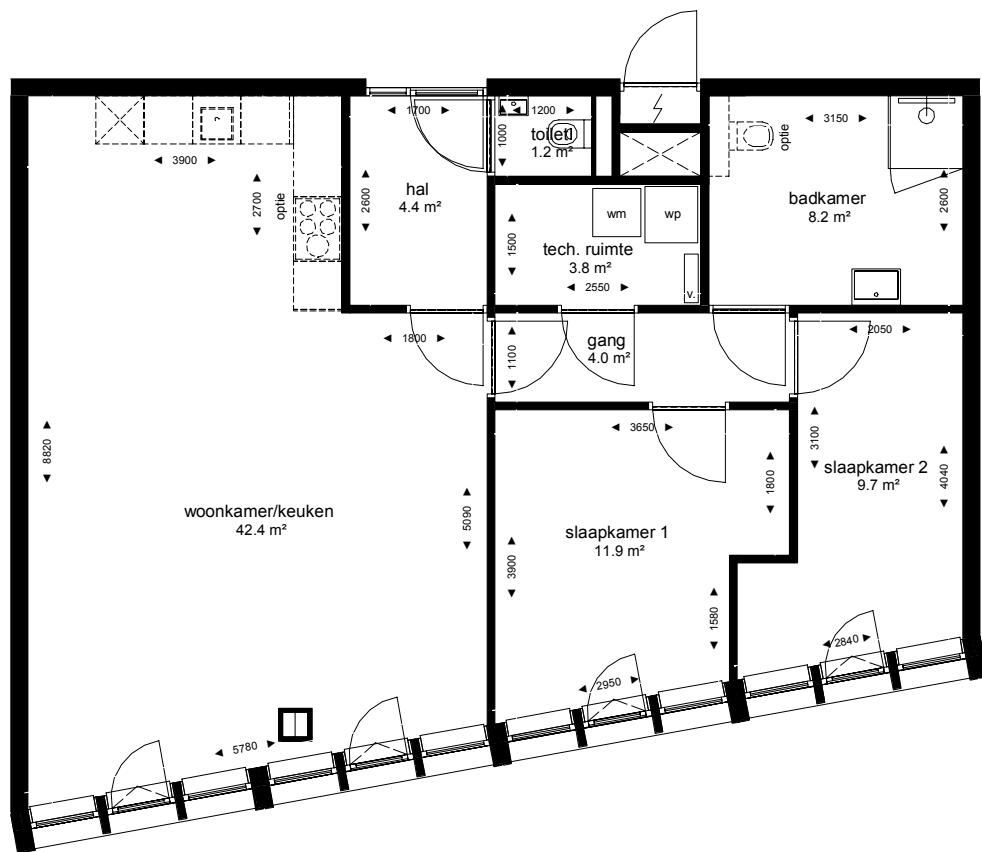 1700
1200
toilet
1.2 m²
1000
optie
3150
3900
2700
optie
2600
hal
4.4 m²
wm
wp
badkamer
8.2 m²
2600
1500
tech. ruimte
3.8 m²
2550
v.
1800
1100
gang
4.0 m²
2050
8820
3650
3100
slaapkamer 2
9.7 m²
4040
1800
woonkamer/keuken
42.4 m²
5090
slaapkamer 1
11.9 m²
3900
1580
2840
2950
5780